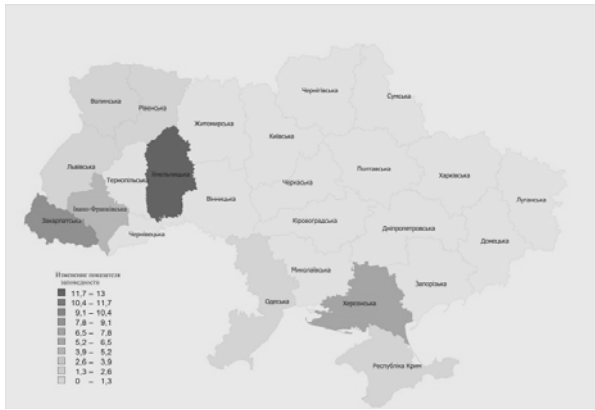 Чернігівська
Сумська
Волинська
Рівенська
Житомирська
Київська
Львівська
Тернопільська
Хмельницька
Черкаська
Полтавська
Харківська
Луганська
Закарпатська
Івано-Франківська
Вінницька
Кіровоградська
Дніпропетровська
Донецька
Чернівецька
Миколаївська
Запорізька
Одеська
Херсонська
Республіка Крим
Изменение показателя
заповедности
11,7 – 13
10,4 – 11,7
9,1 – 10,4
7,8 – 9,1
6,5 – 7,8
5,2 – 6,5
3,9 – 5,2
2,6 – 3,9
1,3 – 2,6
0 – 1,3